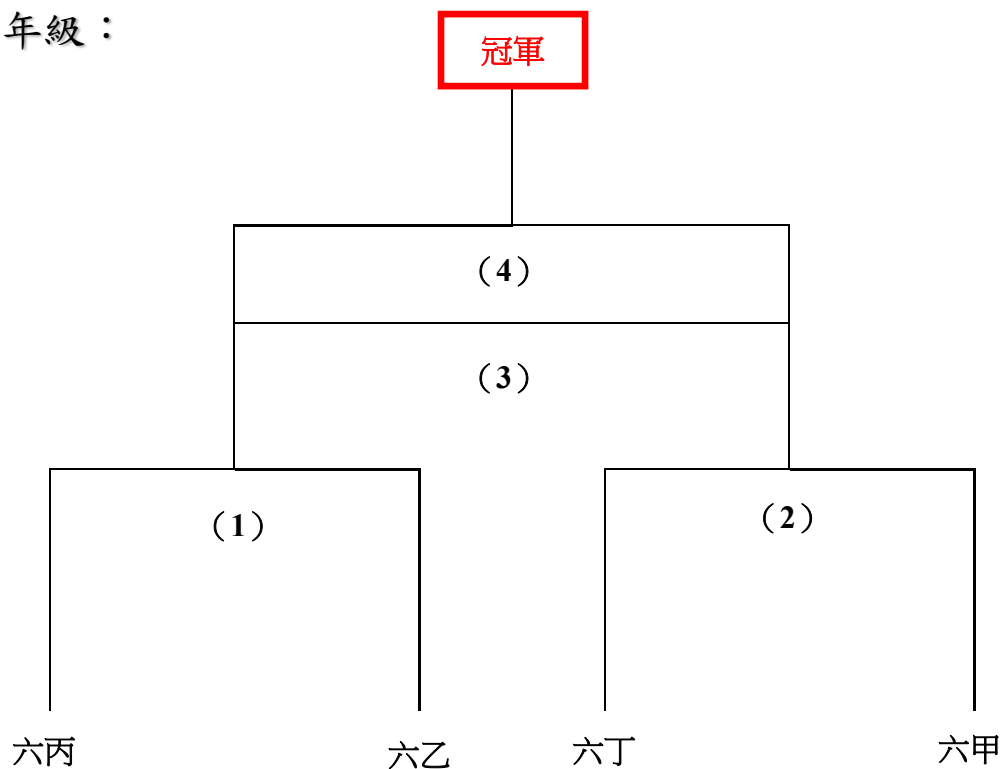 年級：
冠軍
（4）
（3）
（1）
（2）
六丙
六乙
六丁
六甲